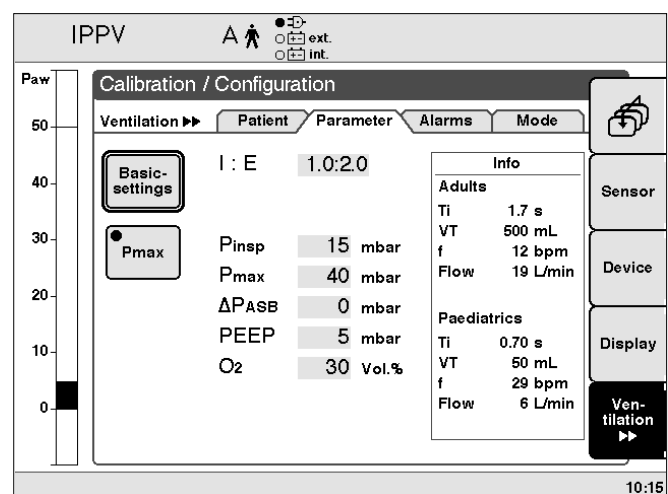 IPPV
A
ext.
int.
Paw
50
40
30
20
10
0
Calibration / Configuration
Ventilation ▶▶ Patient Parameter Alarms Mode
Basic-
settings
Pmax
I : E 1.0:2.0
Pinsp 15 mbar
Pmax 40 mbar
ΔPASB 0 mbar
PEEP 5 mbar
O2 30 Vol.%
Info
Adults
Ti 1.7 s
VT 500 mL
f 12 bpm
Flow 19 L/min
Paediatrics
Ti 0.70 s
VT 50 mL
f 29 bpm
Flow 6 L/min
Sensor
Device
Display
Ven-
tilation
▶▶
10:15